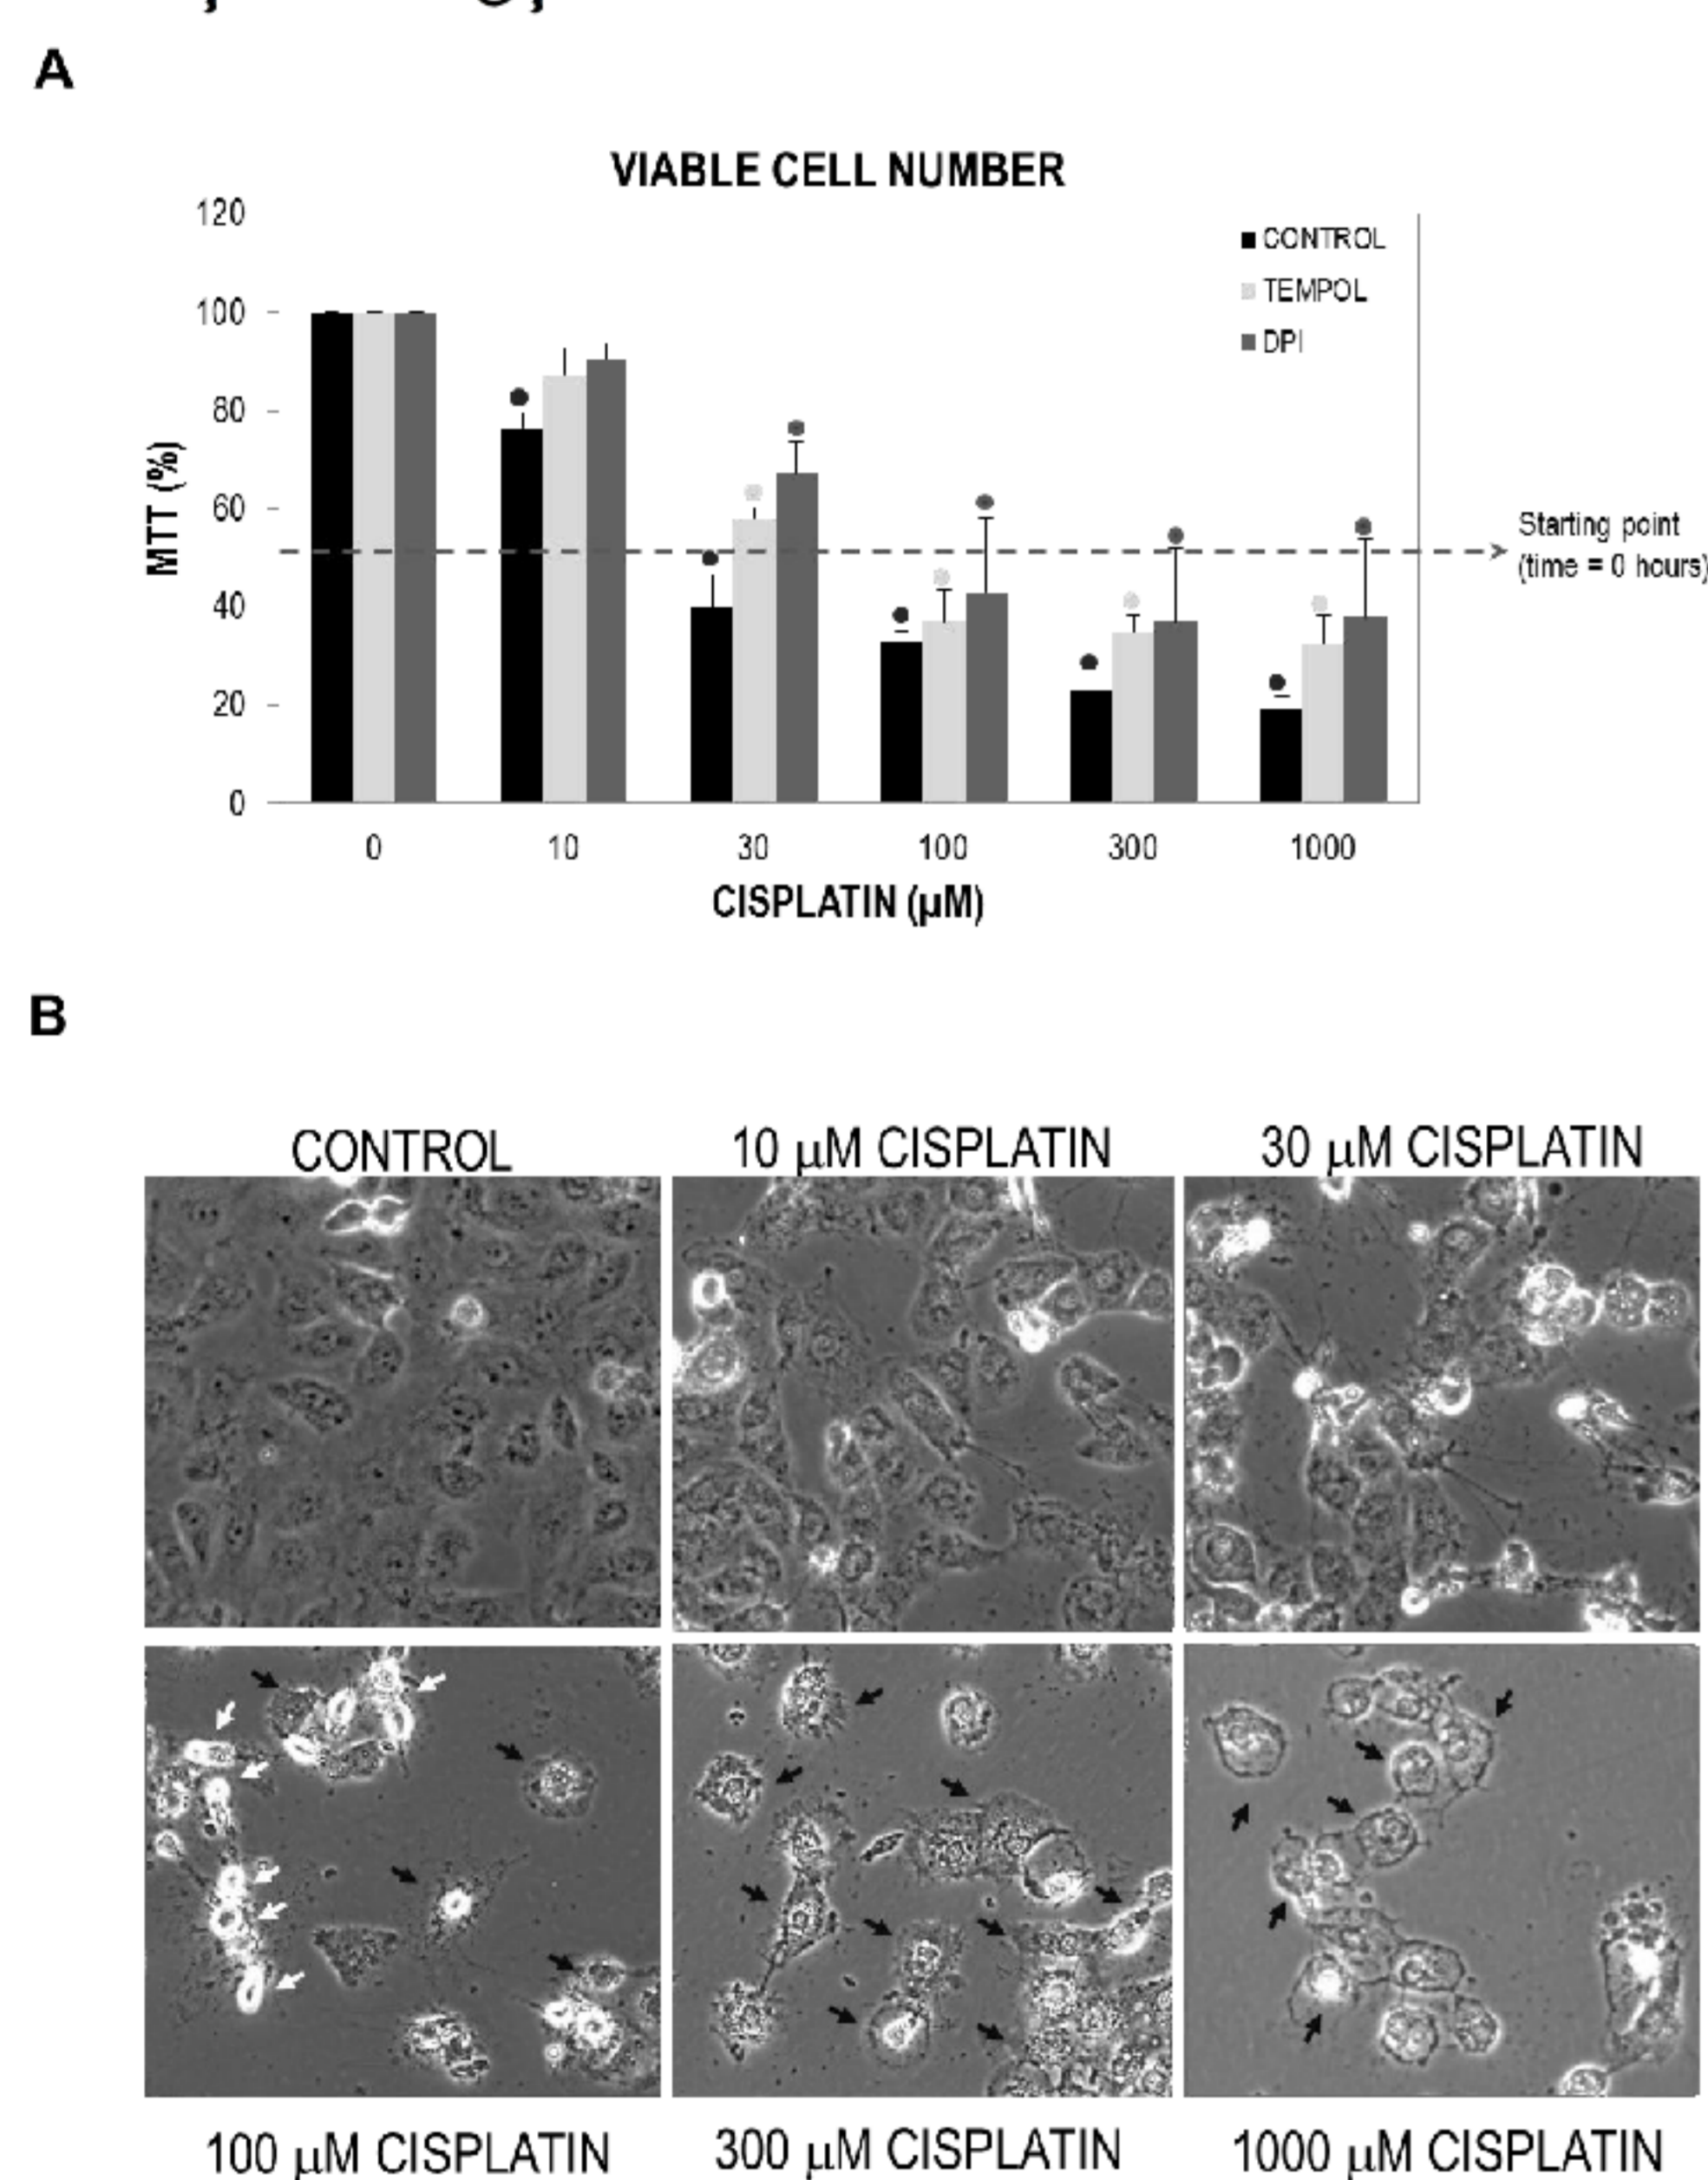 A
VIABLE CELL NUMBER
120
100
80
60
40
20
0
MTT (%)
CONTROL
TEMPOL
DPI
Starting point
(time = 0 hours)
0 10 30 100 300 1000
CISPLATIN (µM)
B
CONTROL 10 µM CISPLATIN 30 µM CISPLATIN
100 µM CISPLATIN 300 µM CISPLATIN 1000 µM CISPLATIN